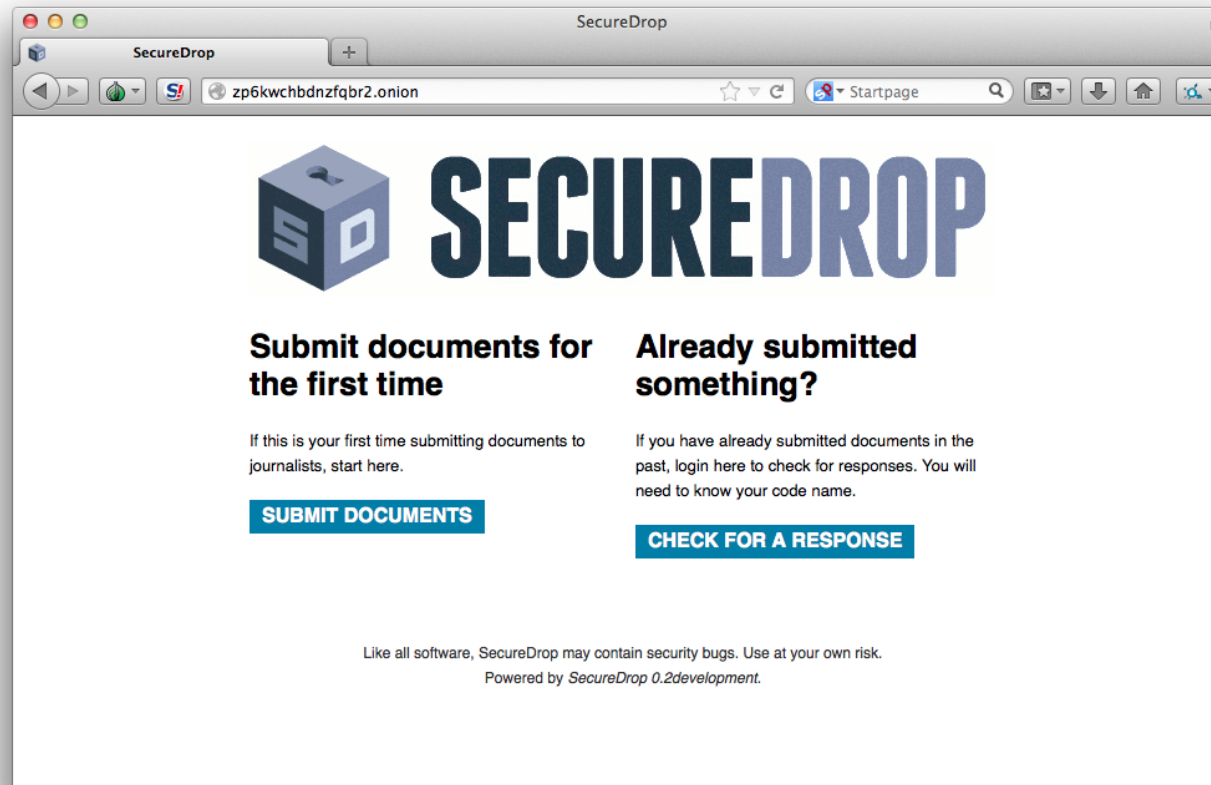 SecureDrop
SecureDrop
zp6kwchbdnzfqbr2.onion
Startpage
S D
SECUREDROP
Submit documents for
the first time
If this is your first time submitting documents to
journalists, start here.
SUBMIT DOCUMENTS
Already submitted
something?
If you have already submitted documents in the
past, login here to check for responses. You will
need to know your code name.
CHECK FOR A RESPONSE
Like all software, SecureDrop may contain security bugs. Use at your own risk.
Powered by SecureDrop 0.2development.